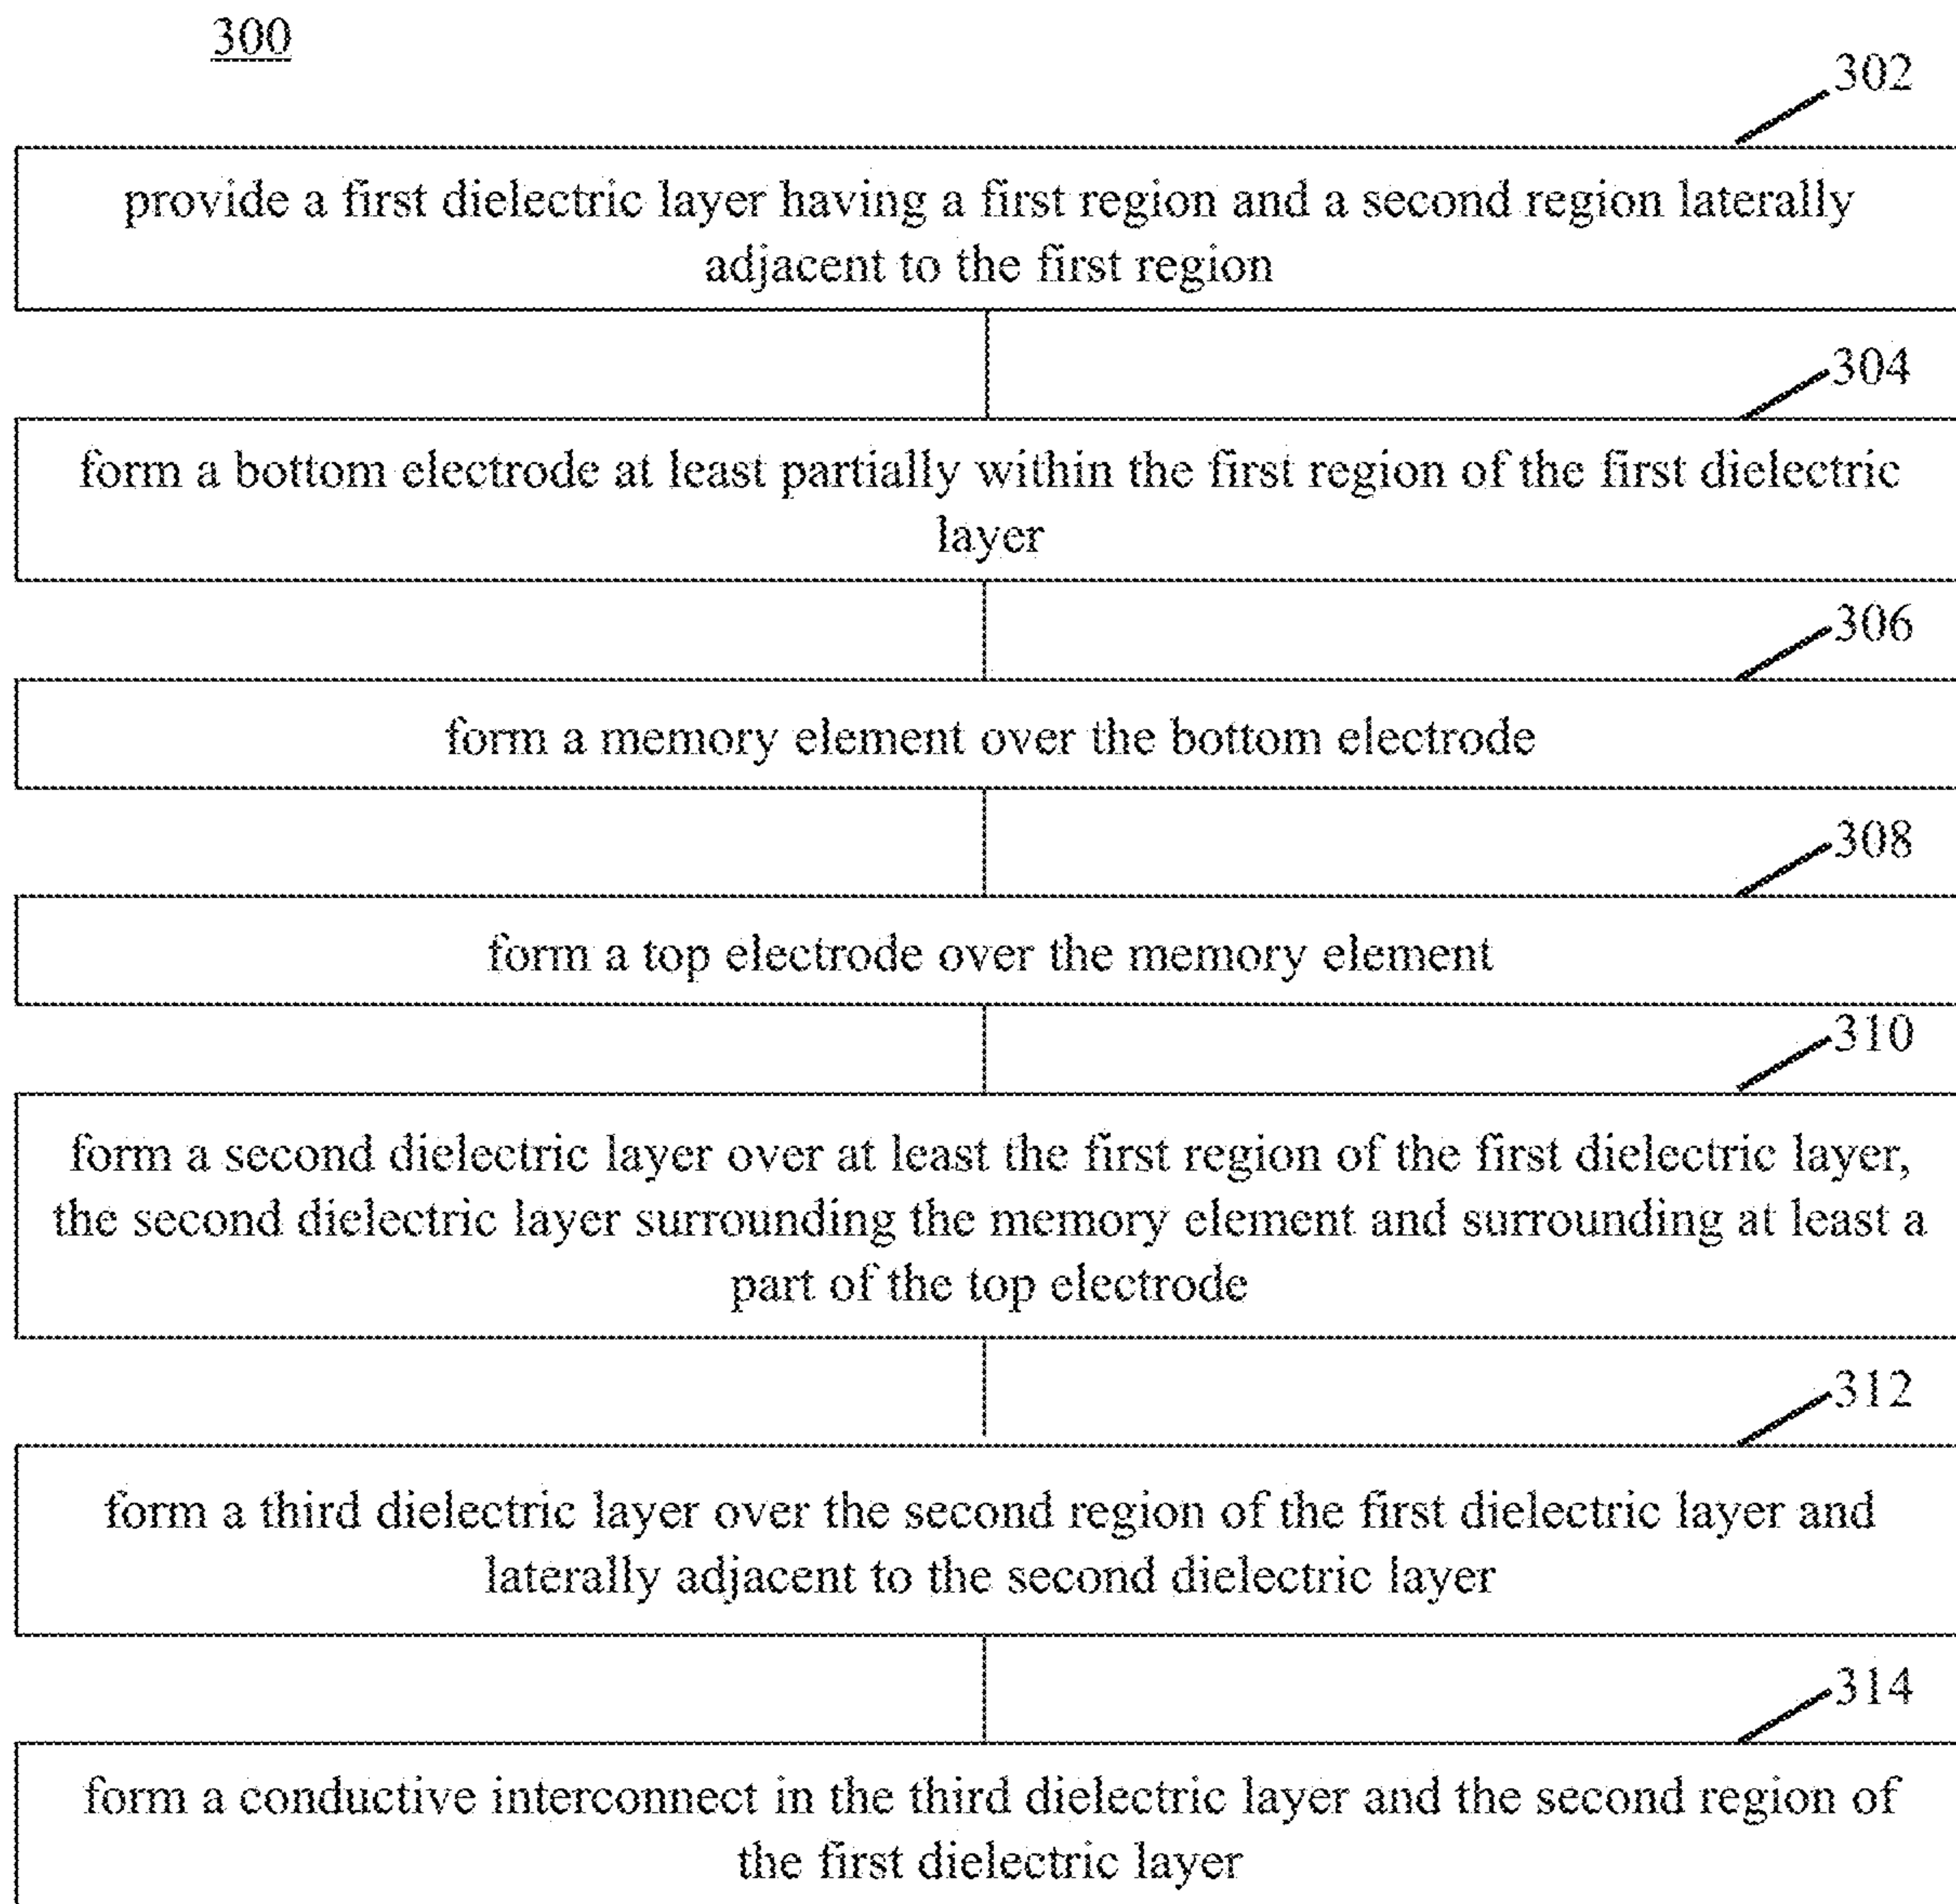 300
302
provide a first dielectric layer having a first region and a second region laterally
adjacent to the first region
304
form a bottom electrode at least partially within the first region of the first dielectric
layer
306
form a memory element over the bottom electrode
308
form a top electrode over the memory element
310
form a second dielectric layer over at least the first region of the first dielectric layer,
the second dielectric layer surrounding the memory element and surrounding at least a
part of the top electrode
312
form a third dielectric layer over the second region of the first dielectric layer and
laterally adjacent to the second dielectric layer
314
form a conductive interconnect in the third dielectric layer and the second region of
the first dielectric layer